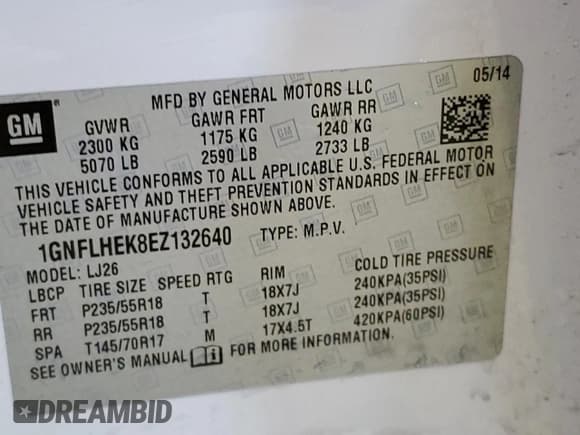 05/14
MFD BY GENERAL MOTORS LLC
GM
GVWR GAWR FRT GAWR RR
2300 KG 1175 KG 1240 KG
5070 LB 2590 LB 2733 LB
THIS VEHICLE CONFORMS TO ALL APPLICABLE U.S. FEDERAL MOTOR
VEHICLE SAFETY AND THEFT PREVENTION STANDARDS IN EFFECT ON
THE DATE OF MANUFACTURE SHOWN ABOVE.
1GNFLHEK8EZ132640 TYPE: M.P.V.
MODEL: LJ26
LBCP TIRE SIZE SPEED RTG RIM COLD TIRE PRESSURE
FRT P235/55R18 T 18X7J 240KPA(35PSI)
RR P235/55R18 T 18X7J 240KPA(35PSI)
SPA T145/70R17 M 17X4.5T 420KPA(60PSI)
SEE OWNER'S MANUAL FOR MORE INFORMATION.
DREAMBID